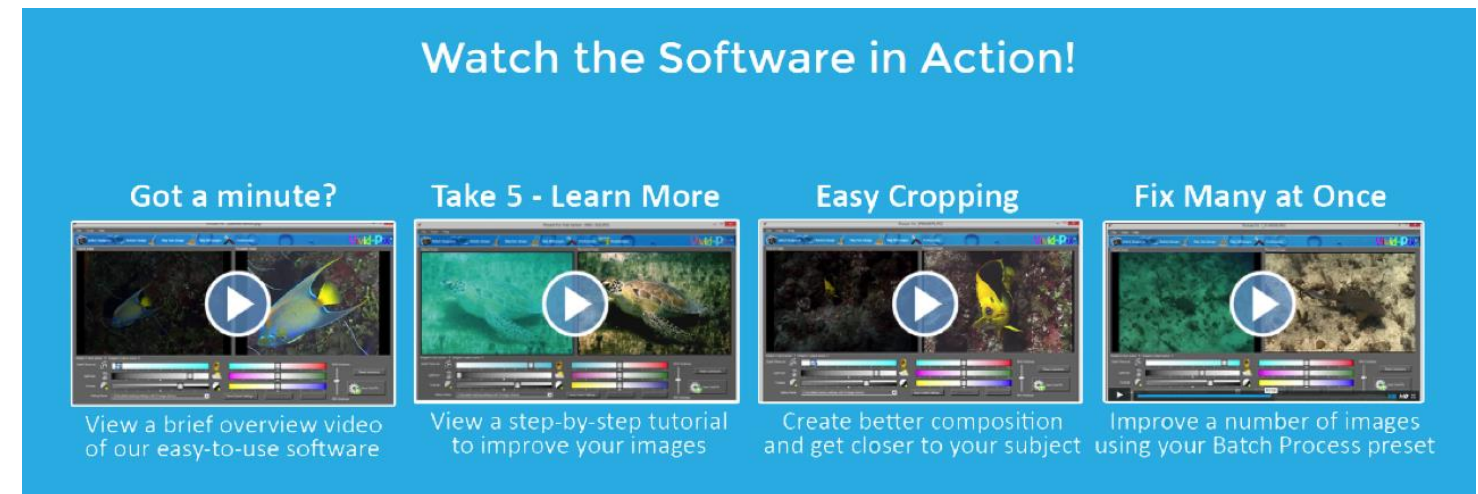 Watch the Software in Action!
Got a minute?
Take 5 - Learn More
Easy Cropping
Fix Many at Once
Vivid-Pix
View a brief overview video
of our easy-to-use software
View a step-by-step tutorial
to improve your images
Create better composition
and get closer to your subject
Improve a number of images
using your Batch Process preset